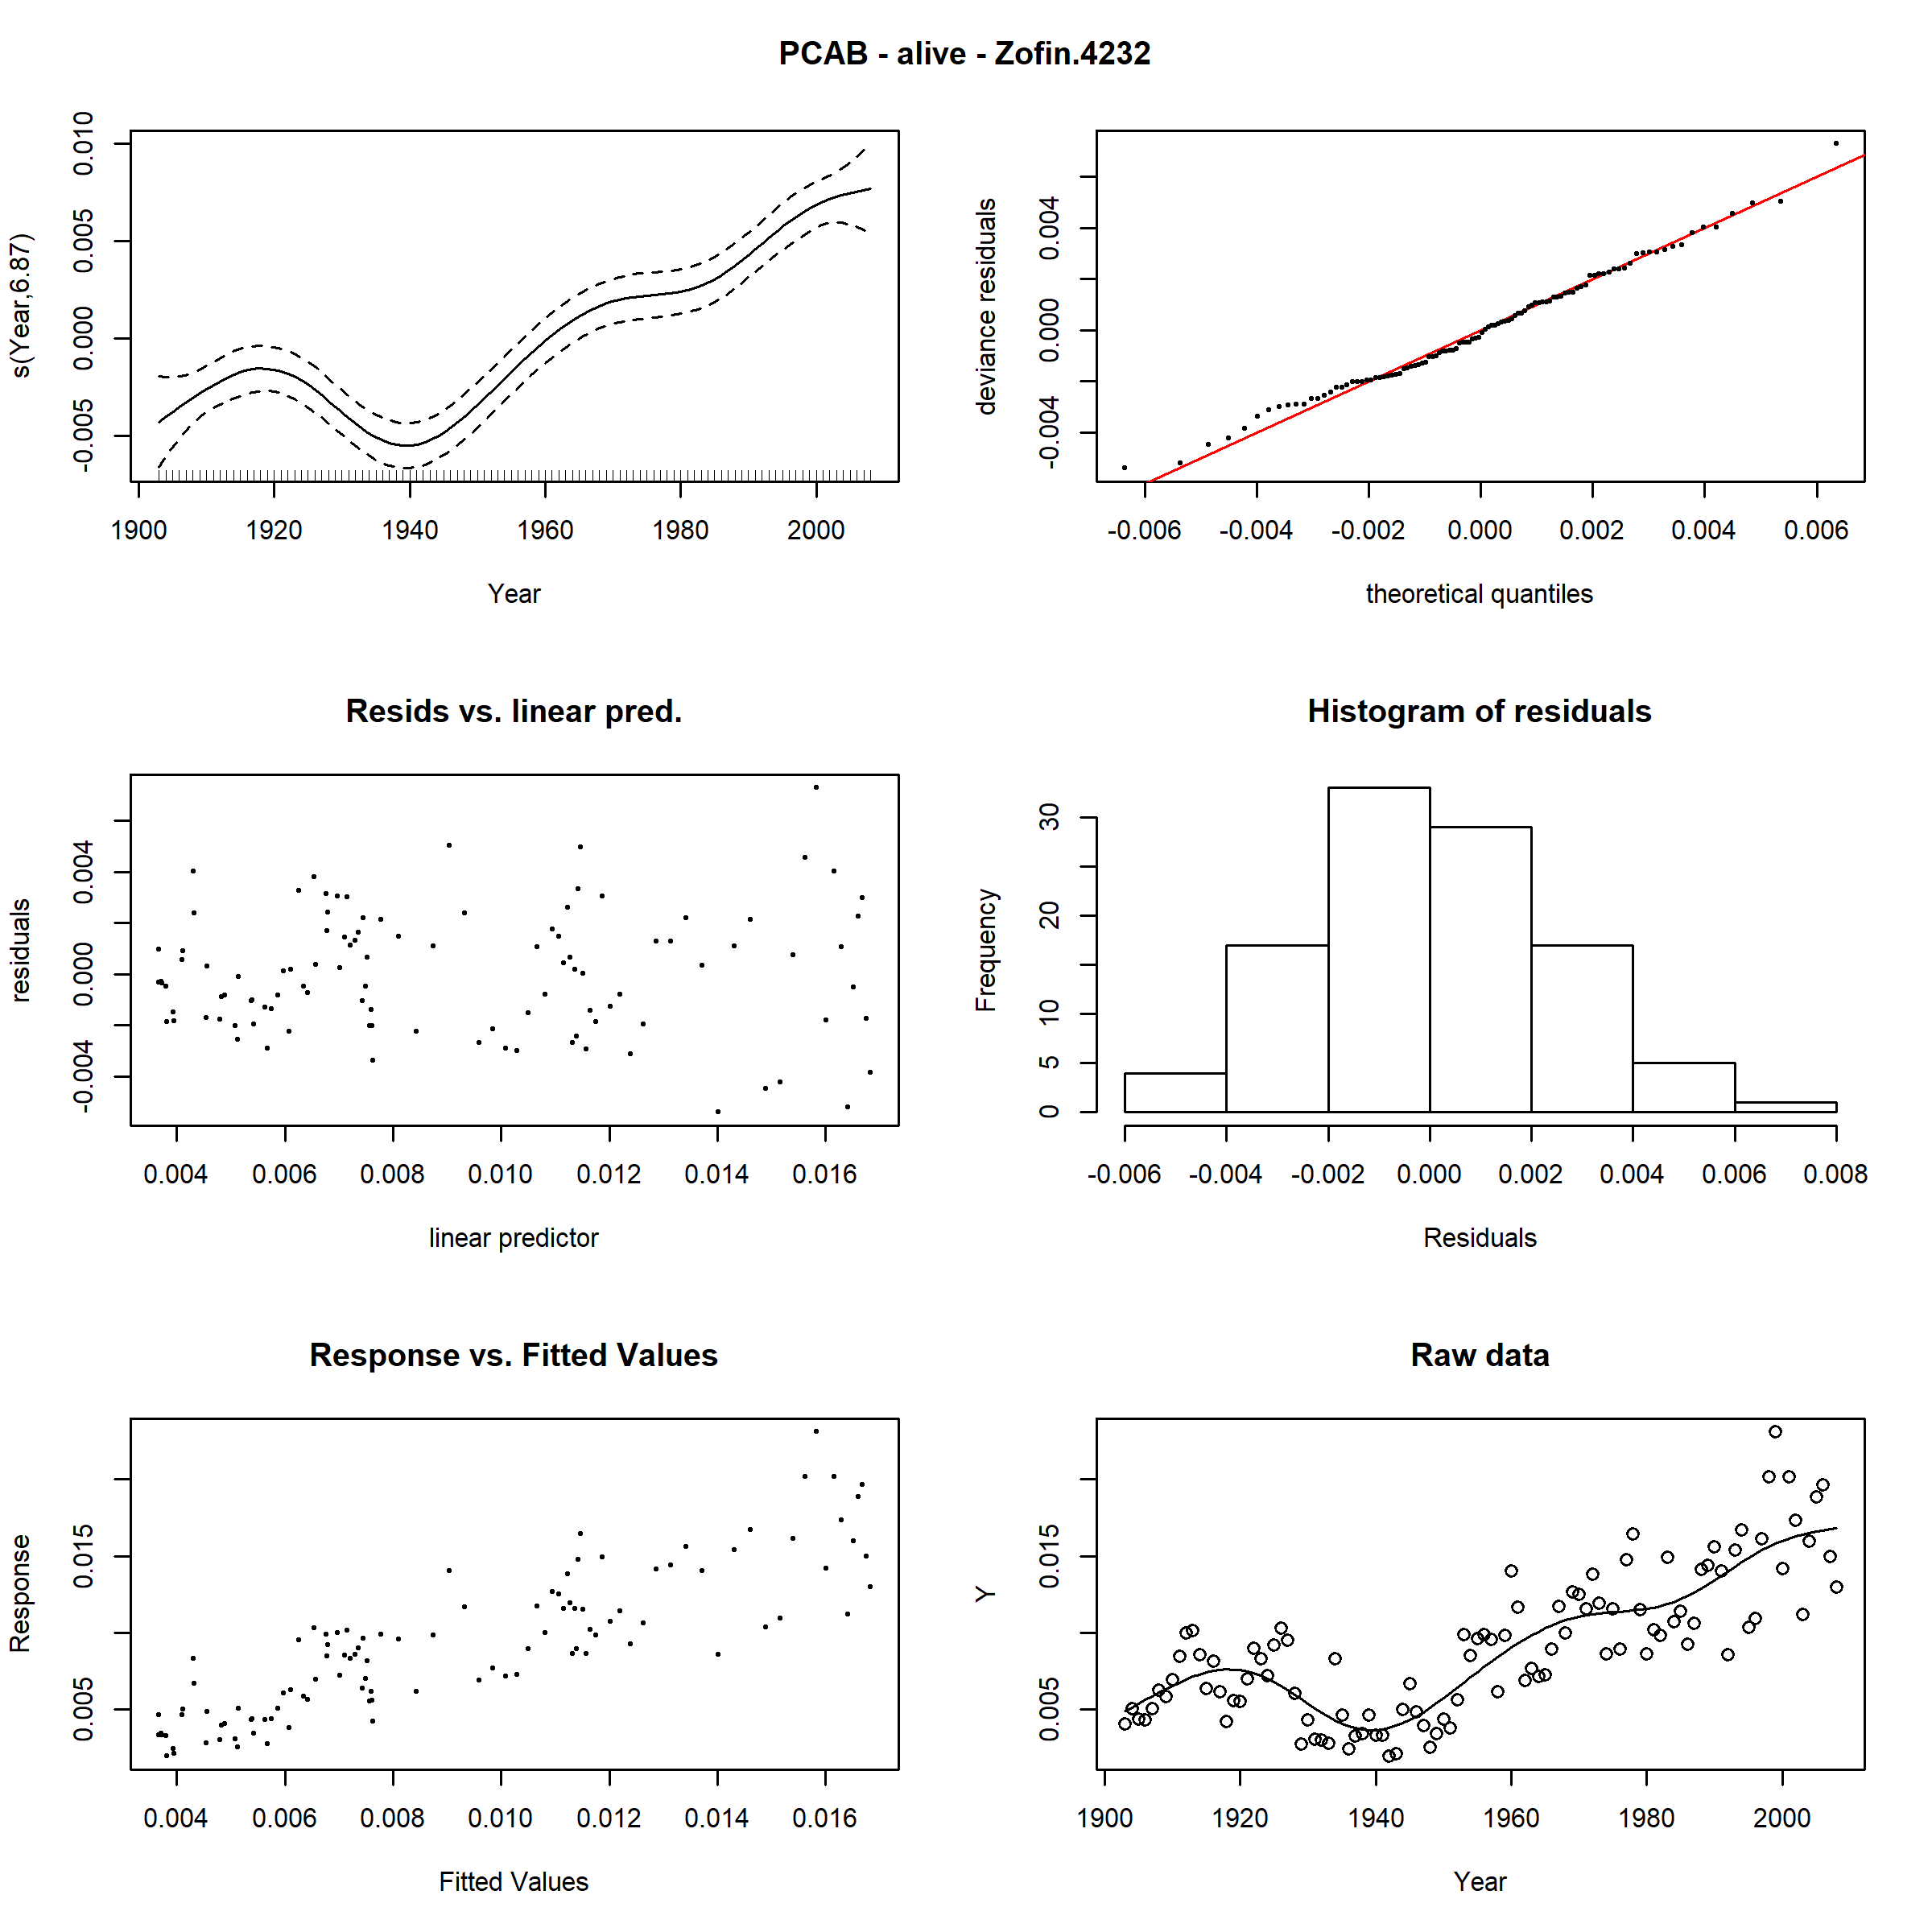 PCAB - alive - Zofin.4232
s(Year,6.87)
-0.005 0.000 0.005 0.010
1900 1920 1940 1960 1980 2000
Year
deviance residuals
-0.004 0.000 0.004
-0.006 -0.004 -0.002 0.000 0.002 0.004 0.006
theoretical quantiles
Resids vs. linear pred.
residuals
-0.004 0.000 0.004
0.004 0.006 0.008 0.010 0.012 0.014 0.016
linear predictor
Histogram of residuals
Frequency
0 5 10 20 30
-0.006 -0.004 -0.002 0.000 0.002 0.004 0.006 0.008
Residuals
Response vs. Fitted Values
Response
0.005 0.015
0.004 0.006 0.008 0.010 0.012 0.014 0.016
Fitted Values
Raw data
Y
0.005 0.015
1900 1920 1940 1960 1980 2000
Year